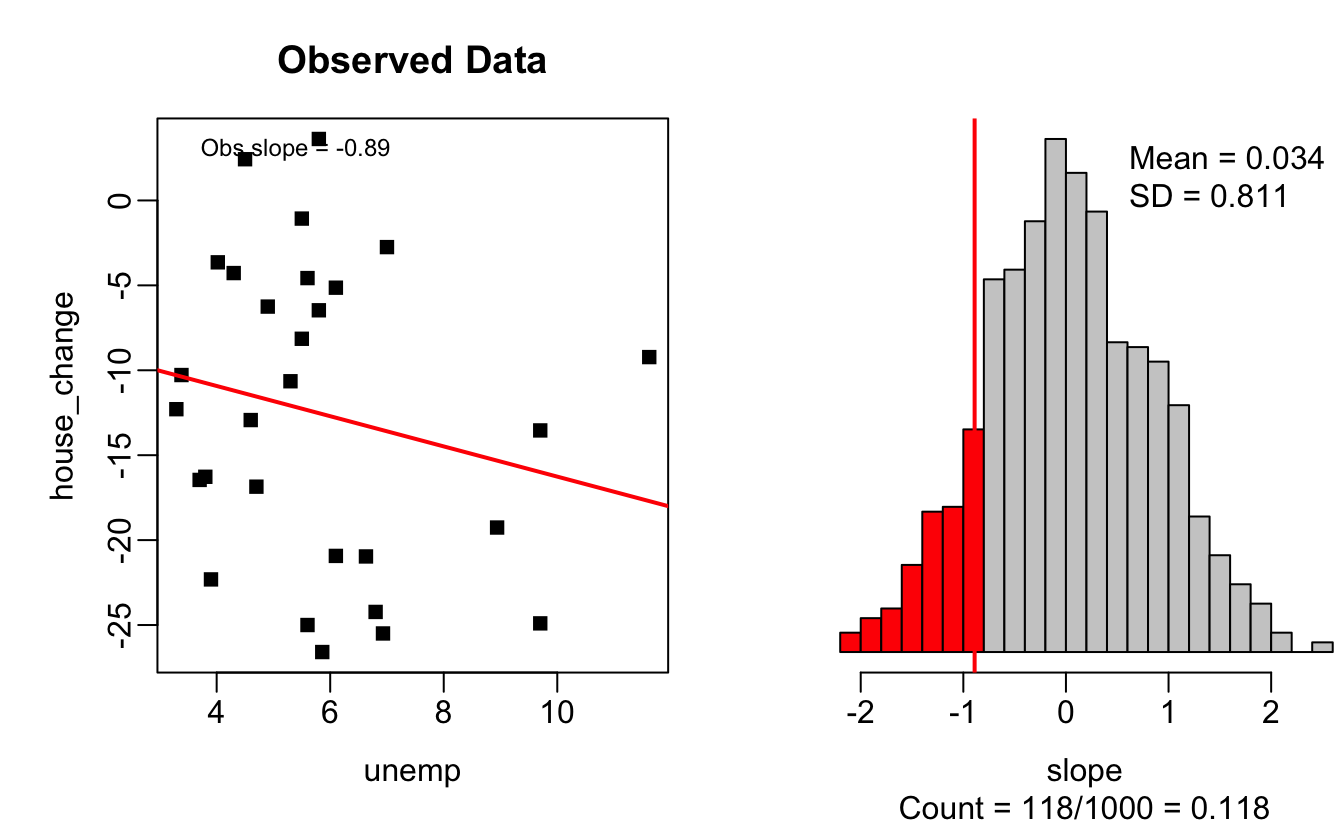 Observed Data
Obs slope = -0.89
house_change
0
-5
-10
-15
-20
-25
4 6 8 10
unemp
Mean = 0.034
SD = 0.811
-2 -1 0 1 2
slope
Count = 118/1000 = 0.118